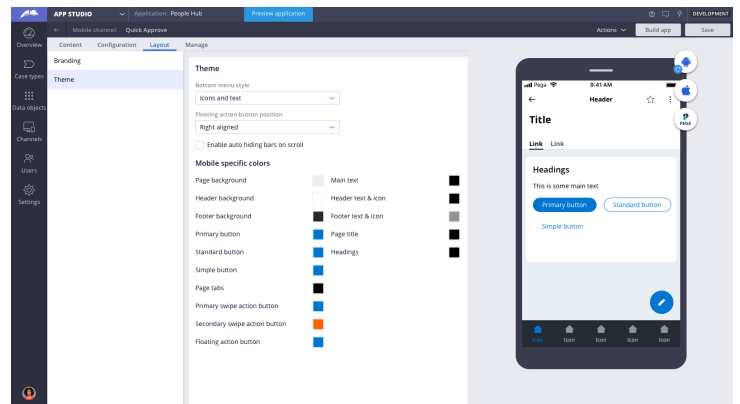 APP STUDIO
Application: People Hub
Preview application
DEVELOPMENT
Mobile channel: Quick Approve
Actions
Build app
Save
Overview
Case types
Data objects
Channels
Users
Settings
Content
Configuration
Layout
Manage
Branding
Theme
Theme
Bottom menu style
Icons and text
Floating action button position
Right aligned
Enable auto hiding bars on scroll
Mobile specific colors
Page background
Main text
Header background
Header text & icon
Footer background
Footer text & icon
Primary button
Page title
Standard button
Headings
Simple button
Page tabs
Primary swipe action button
Secondary swipe action button
Floating action button
Pega
9:41 AM
Header
Title
Link
Link
Headings
This is some main text
Primary button
Standard button
Simple button
Icon
Icon
Icon
Icon
Icon
PEGA